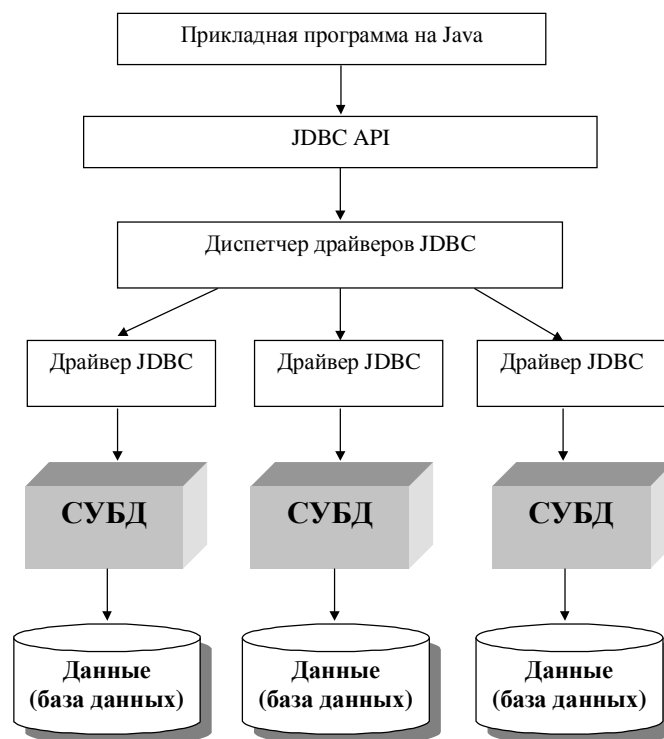 Прикладная программа на Java
JDBC API
Диспетчер драйверов JDBC
Драйвер JDBC
Драйвер JDBC
Драйвер JDBC
СУБД
СУБД
СУБД
Данные
(база данных)
Данные
(база данных)
Данные
(база данных)